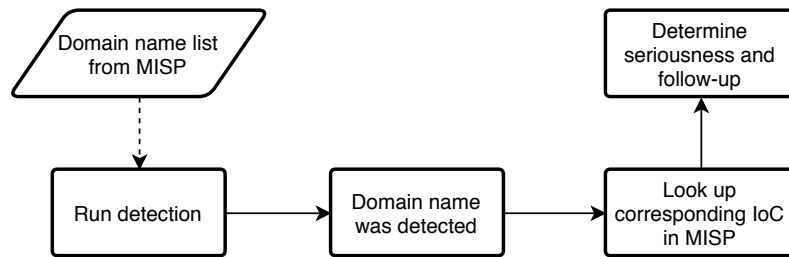 Domain name list
from MISP
Run detection
Domain name
was detected
Look up
corresponding IoC
in MISP
Determine
seriousness and
follow-up